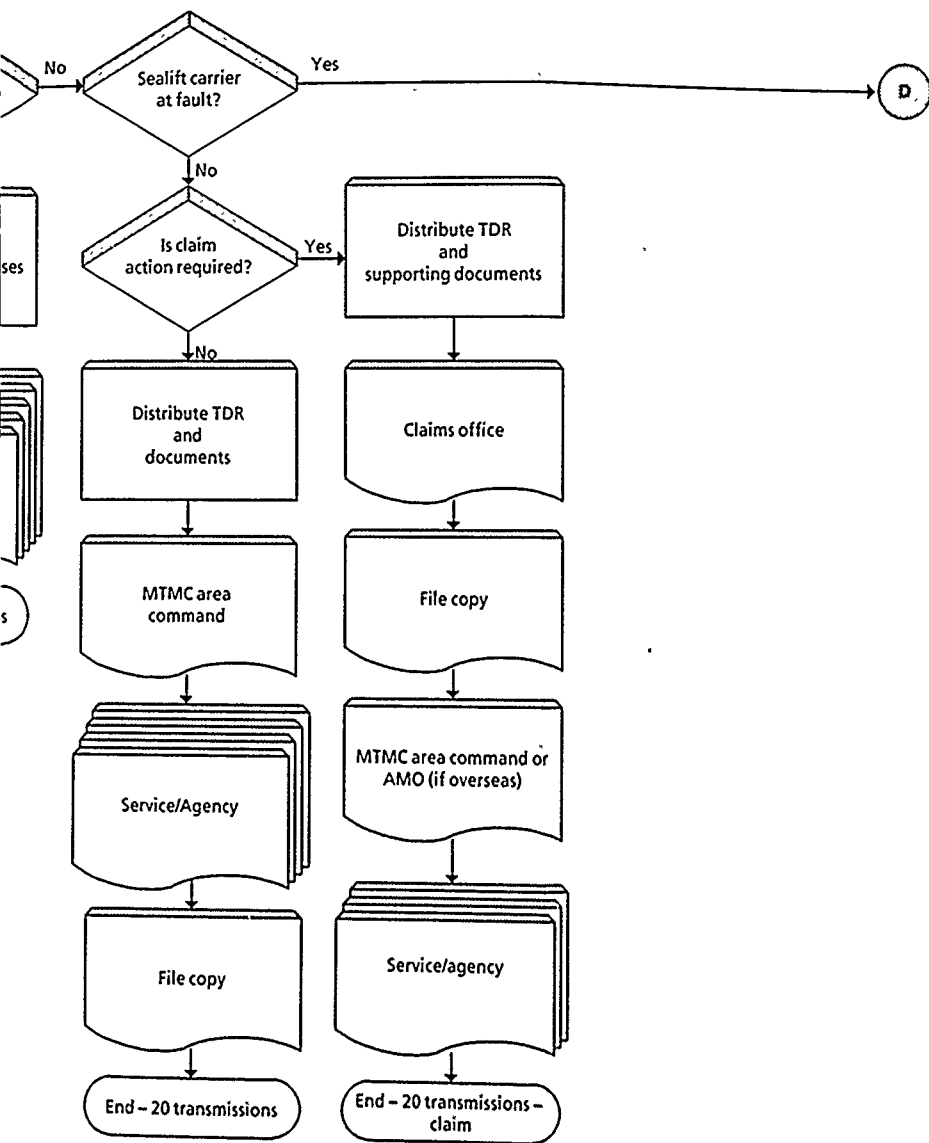 No
Sealift carrier
at fault?
Yes
D
No
ses
Is claim
action required?
Yes
Distribute TDR
and
supporting documents
No
Distribute TDR
and
documents
Claims office
MTMC area
command
File copy
s
Service/Agency
MTMC area command or
AMO (if overseas)
File copy
Service/agency
End – 20 transmissions
End – 20 transmissions –
claim